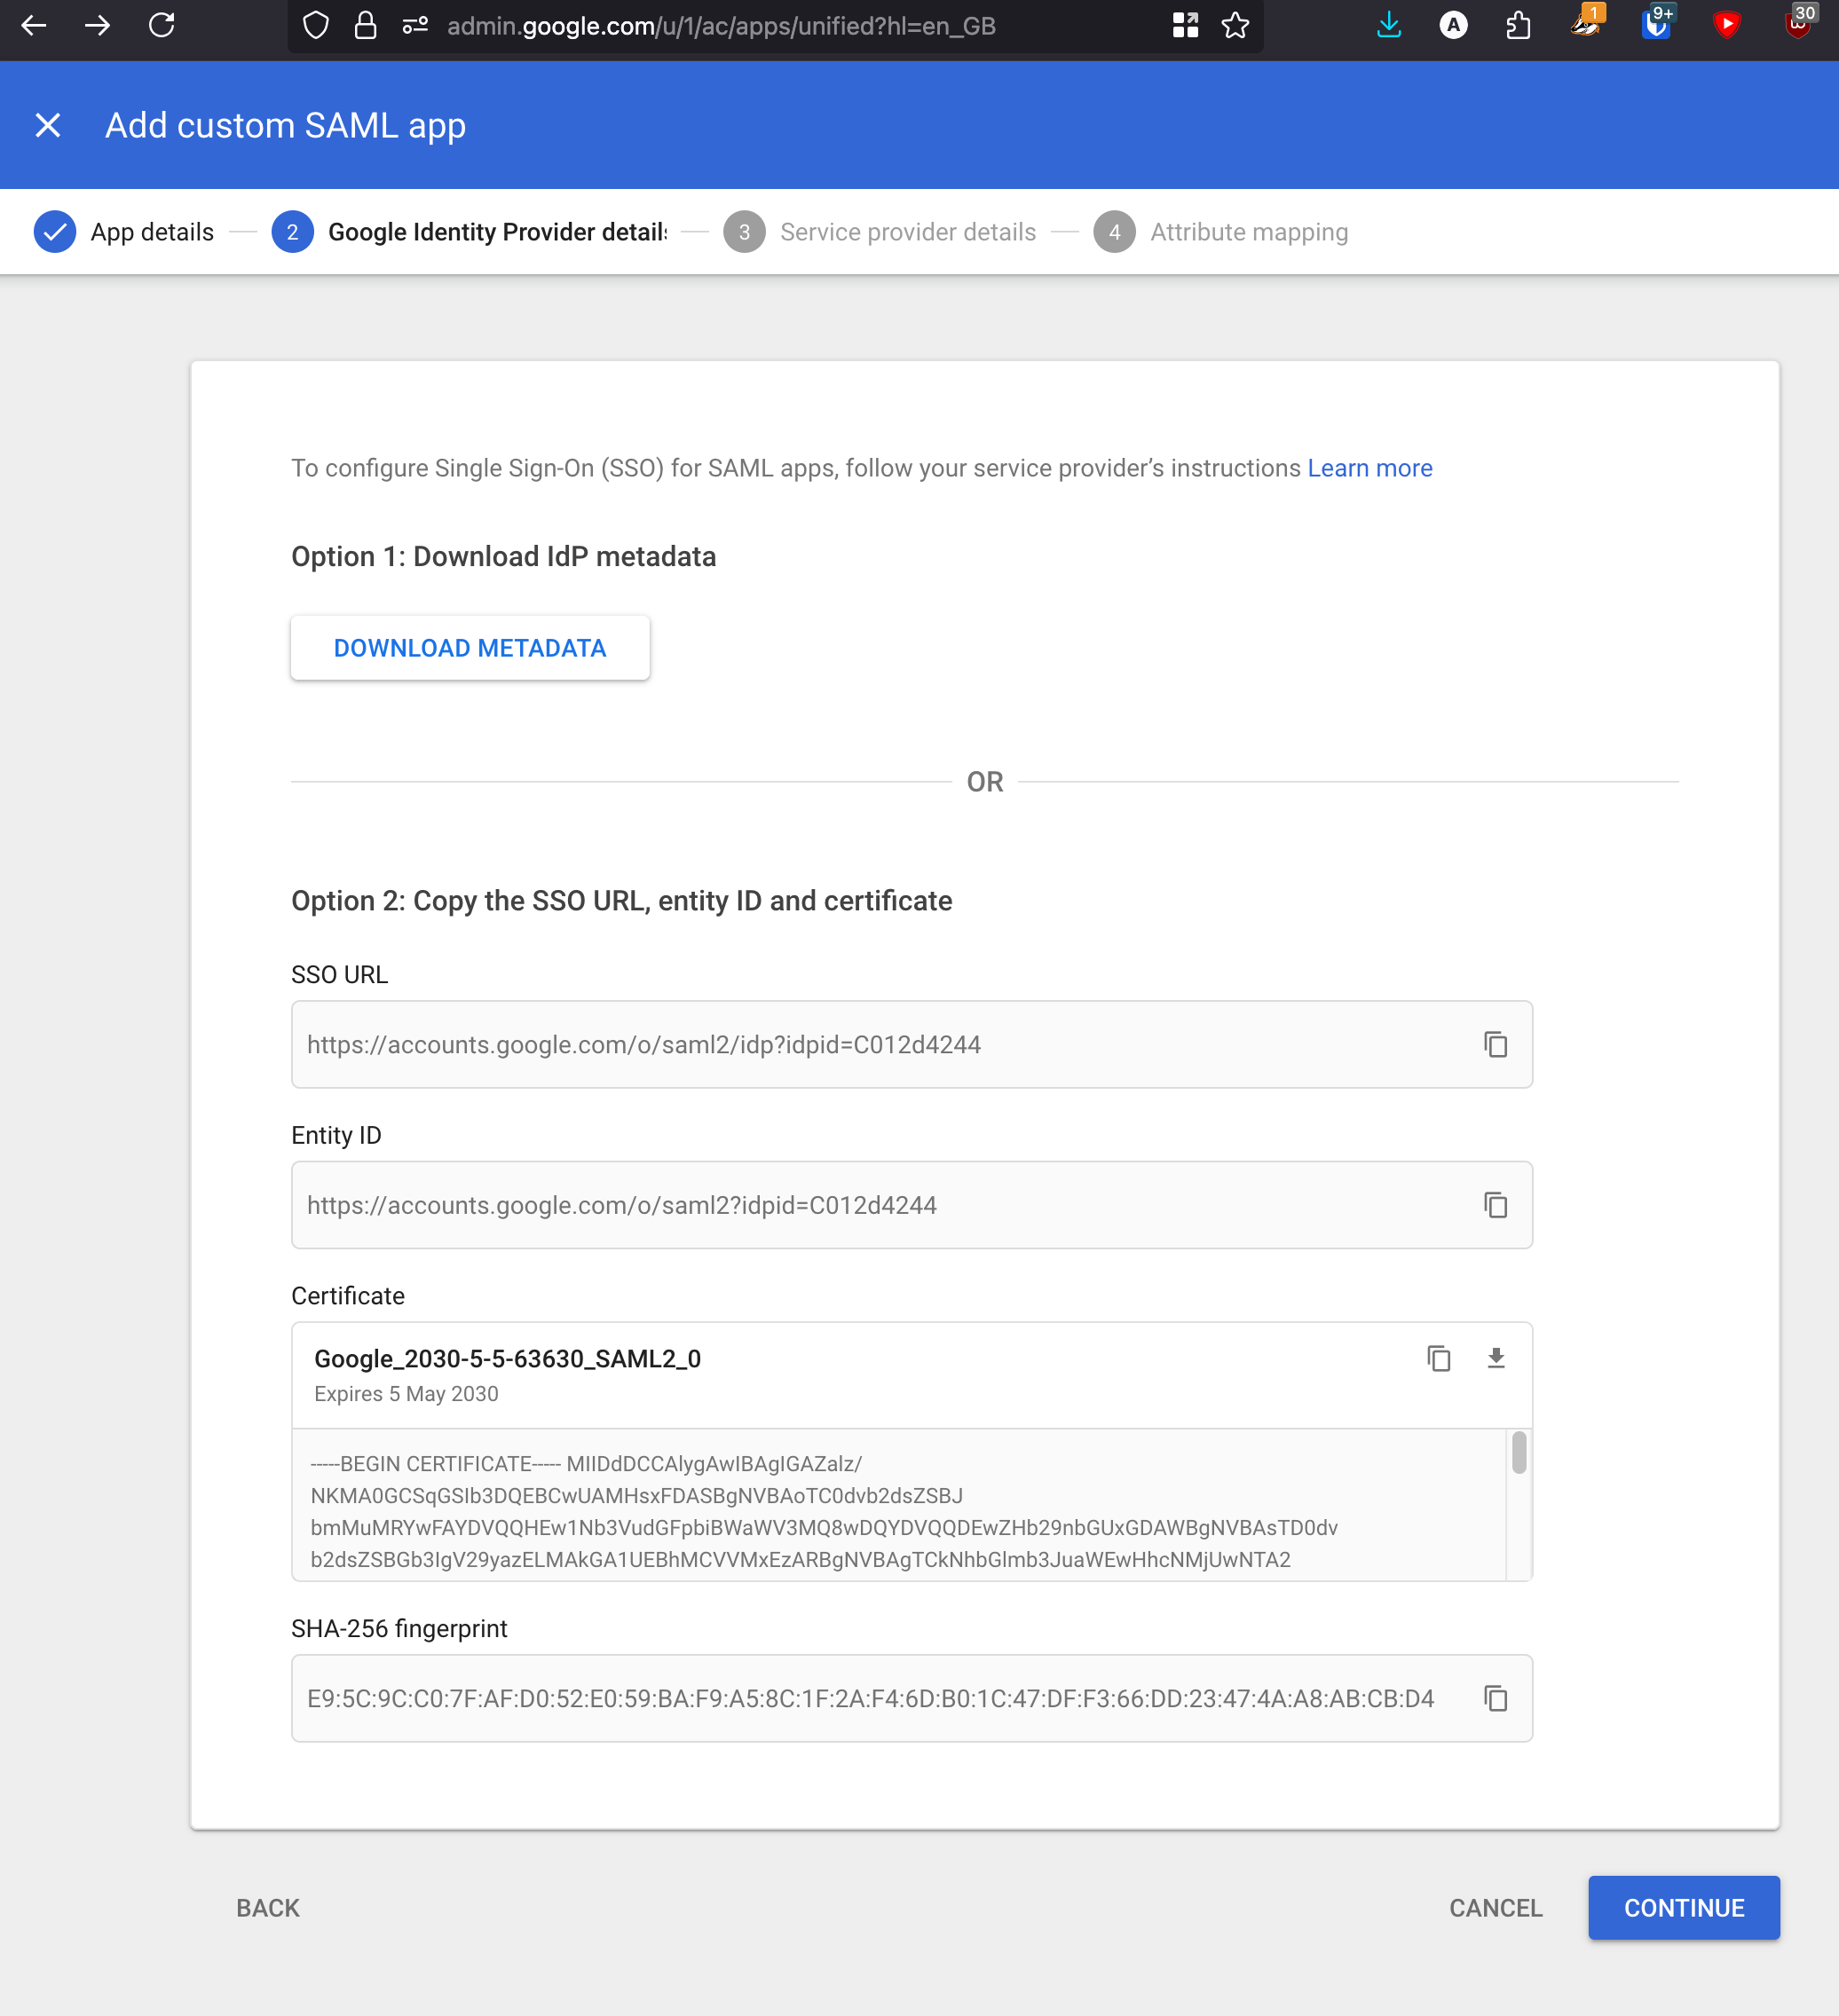 admin.google.com/u/1/ac/apps/unified?hl=en_GB
A
1
9+
30
Add custom SAML app
App details
2
Google Identity Provider details
3
Service provider details
4
Attribute mapping
To configure Single Sign-On (SSO) for SAML apps, follow your service provider’s instructions Learn more
Option 1: Download IdP metadata
DOWNLOAD METADATA
OR
Option 2: Copy the SSO URL, entity ID and certificate
SSO URL
https://accounts.google.com/o/saml2/idp?idpid=C012d4244
Entity ID
https://accounts.google.com/o/saml2?idpid=C012d4244
Certificate
Google_2030-5-5-63630_SAML2_0
Expires 5 May 2030
-----BEGIN CERTIFICATE----- MIIDdDCCAlygAwIBAgIGAZalz/
NKMA0GCSqGSIb3DQEBCwUAMHsxFDASBgNVBAoTC0dvb2dsZSBJ
bmMuMRYwFAYDVQQHEw1Nb3VudGFpbiBWaWV3MQ8wDQYDVQQDEwZHb29nbGUxGDAWBgNVBAsTD0dv
b2dsZSBGb3IgV29yazELMAkGA1UEBhMCVVMxEzARBgNVBAgTCkNhbGlmb3JuaWEwHhcNMjUwNTA2
SHA-256 fingerprint
E9:5C:9C:C0:7F:AF:D0:52:E0:59:BA:F9:A5:8C:1F:2A:F4:6D:B0:1C:47:DF:F3:66:DD:23:47:4A:A8:AB:CB:D4
BACK
CANCEL
CONTINUE